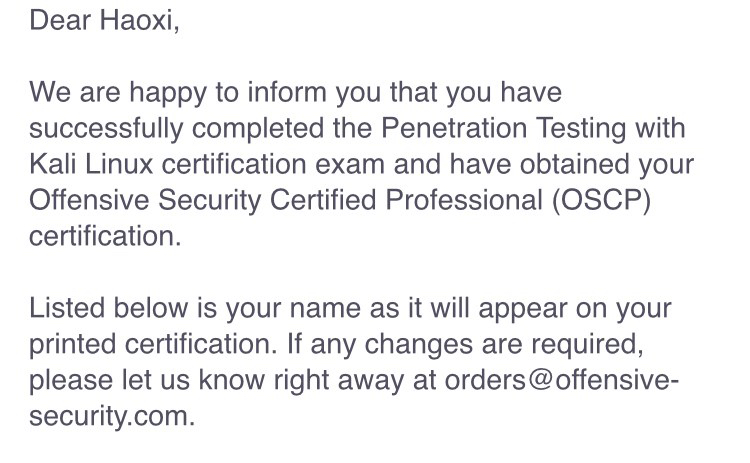 Dear Haoxi,
We are happy to inform you that you have
successfully completed the Penetration Testing with
Kali Linux certification exam and have obtained your
Offensive Security Certified Professional (OSCP)
certification.
Listed below is your name as it will appear on your
printed certification. If any changes are required,
please let us know right away at orders@offensive-
security.com.